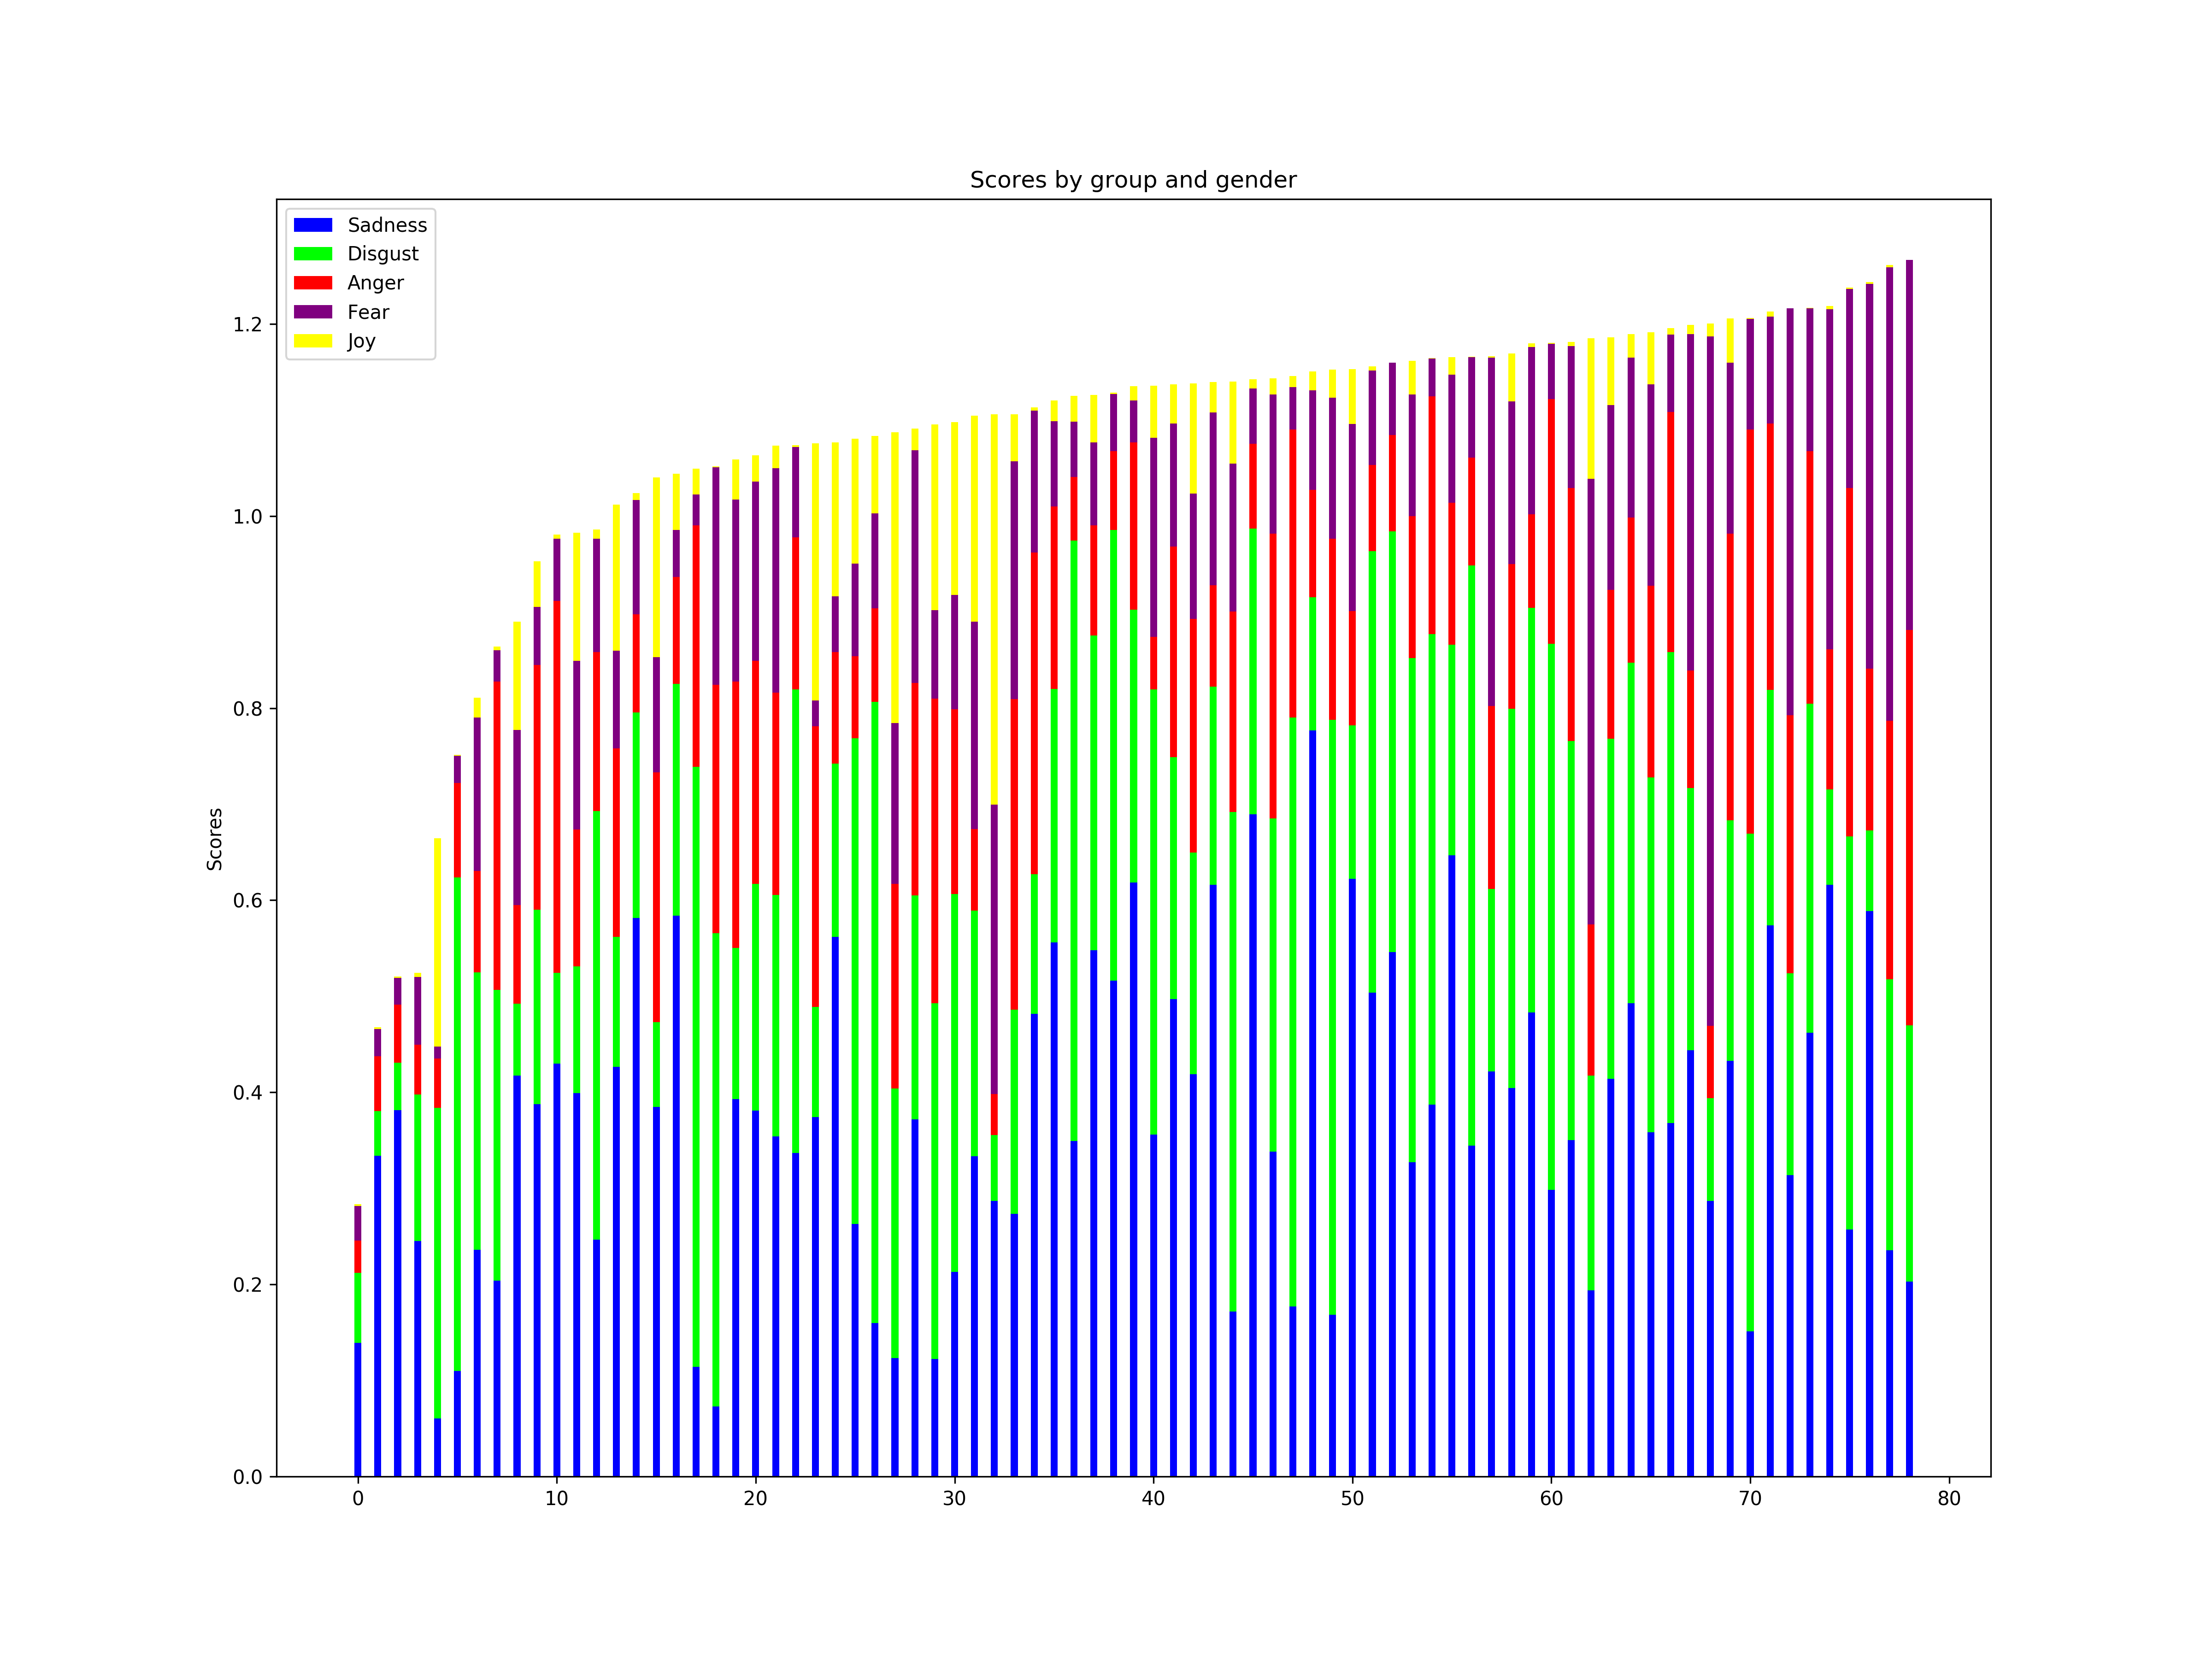 Scores by group and gender
Sadness
Disgust
Anger
Fear
Joy
Scores
1.2
1.0
0.8
0.6
0.4
0.2
0.0
0 10 20 30 40 50 60 70 80